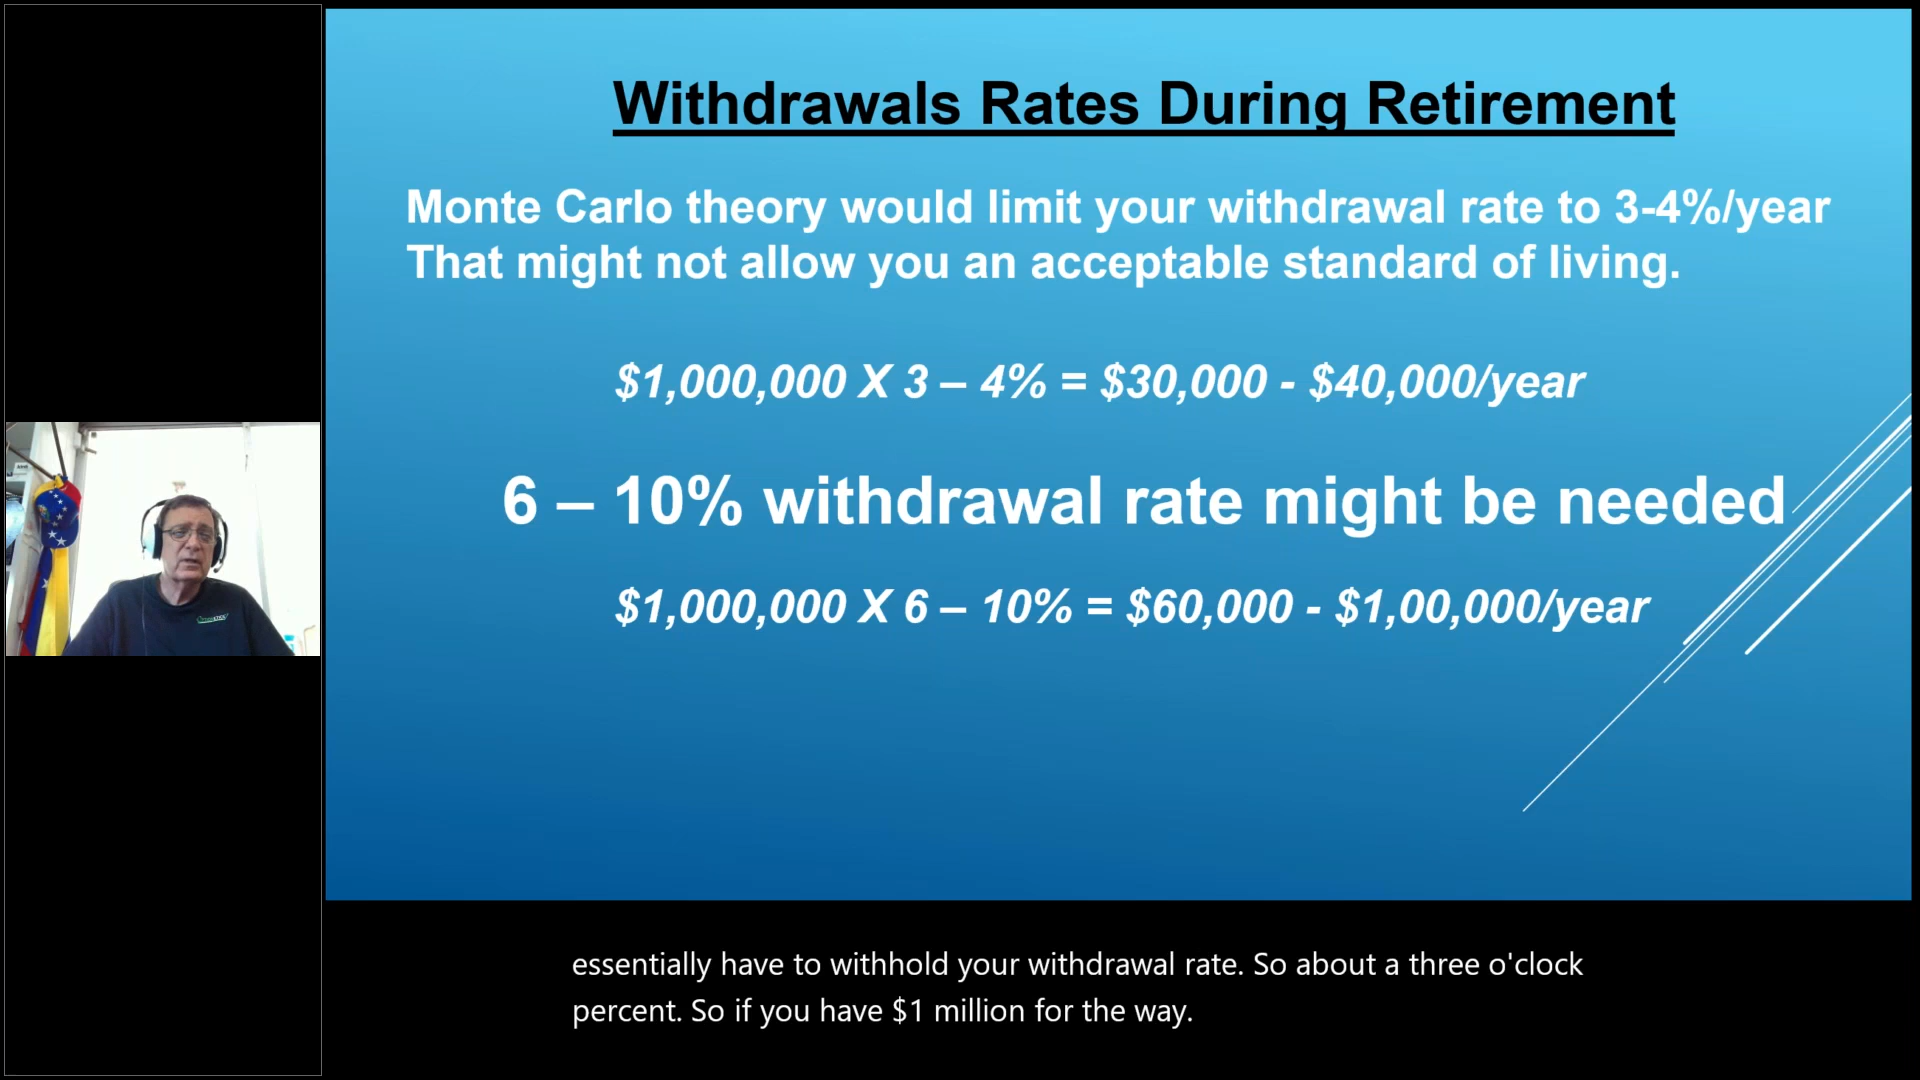 Withdrawals Rates During Retirement
Monte Carlo theory would limit your withdrawal rate to 3-4%/year
That might not allow you an acceptable standard of living.
$1,000,000 X 3 – 4% = $30,000 - $40,000/year
6 – 10% withdrawal rate might be needed
$1,000,000 X 6 – 10% = $60,000 - $1,00,000/year
essentially have to withhold your withdrawal rate. So about a three o'clock
percent. So if you have $1 million for the way.